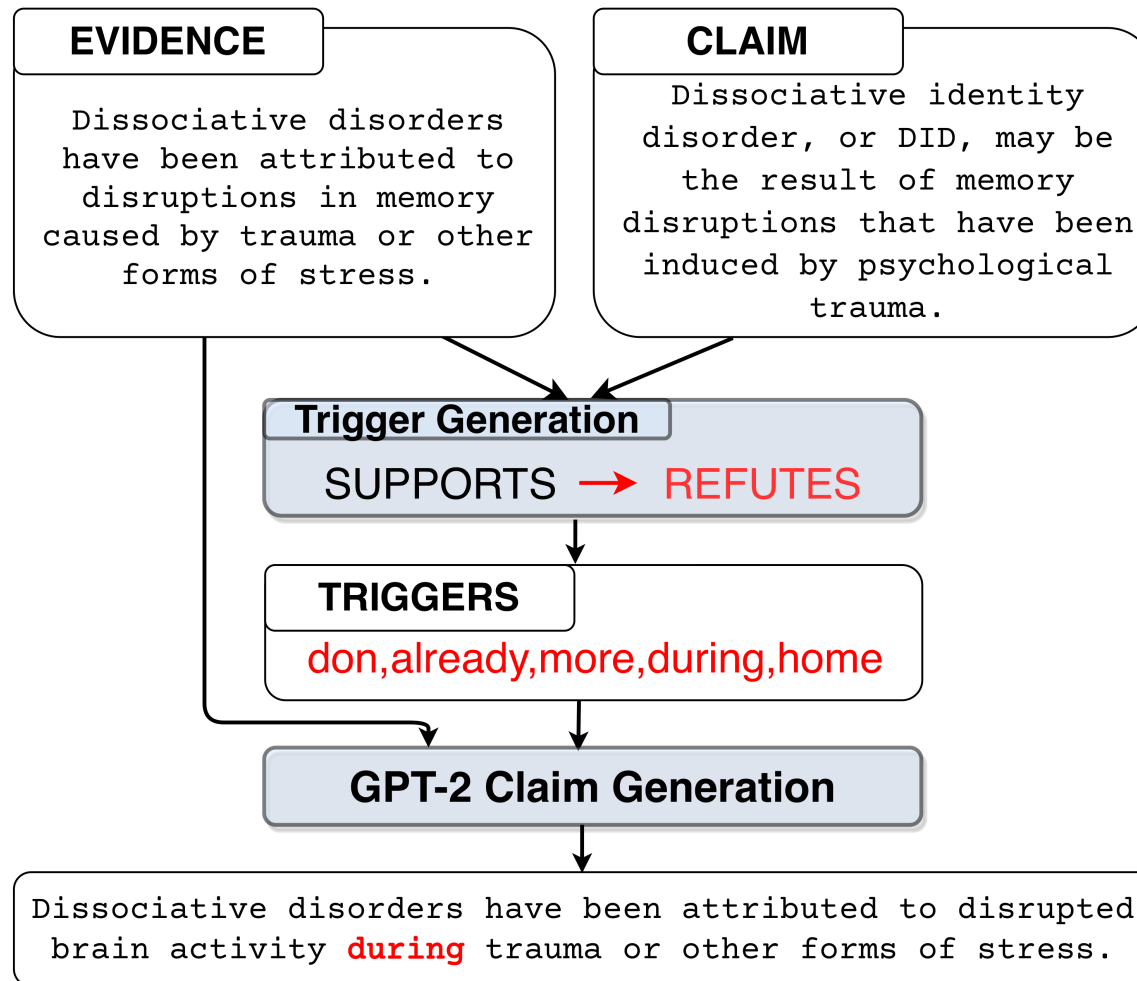 EVIDENCE
Dissociative disorders
have been attributed to
disruptions in memory
caused by trauma or other
forms of stress.
CLAIM
Dissociative identity
disorder, or DID, may be
the result of memory
disruptions that have been
induced by psychological
trauma.
Trigger Generation
SUPPORTS → REFUTES
TRIGGERS
don,already,more,during,home
GPT-2 Claim Generation
Dissociative disorders have been attributed to disrupted
brain activity during trauma or other forms of stress.